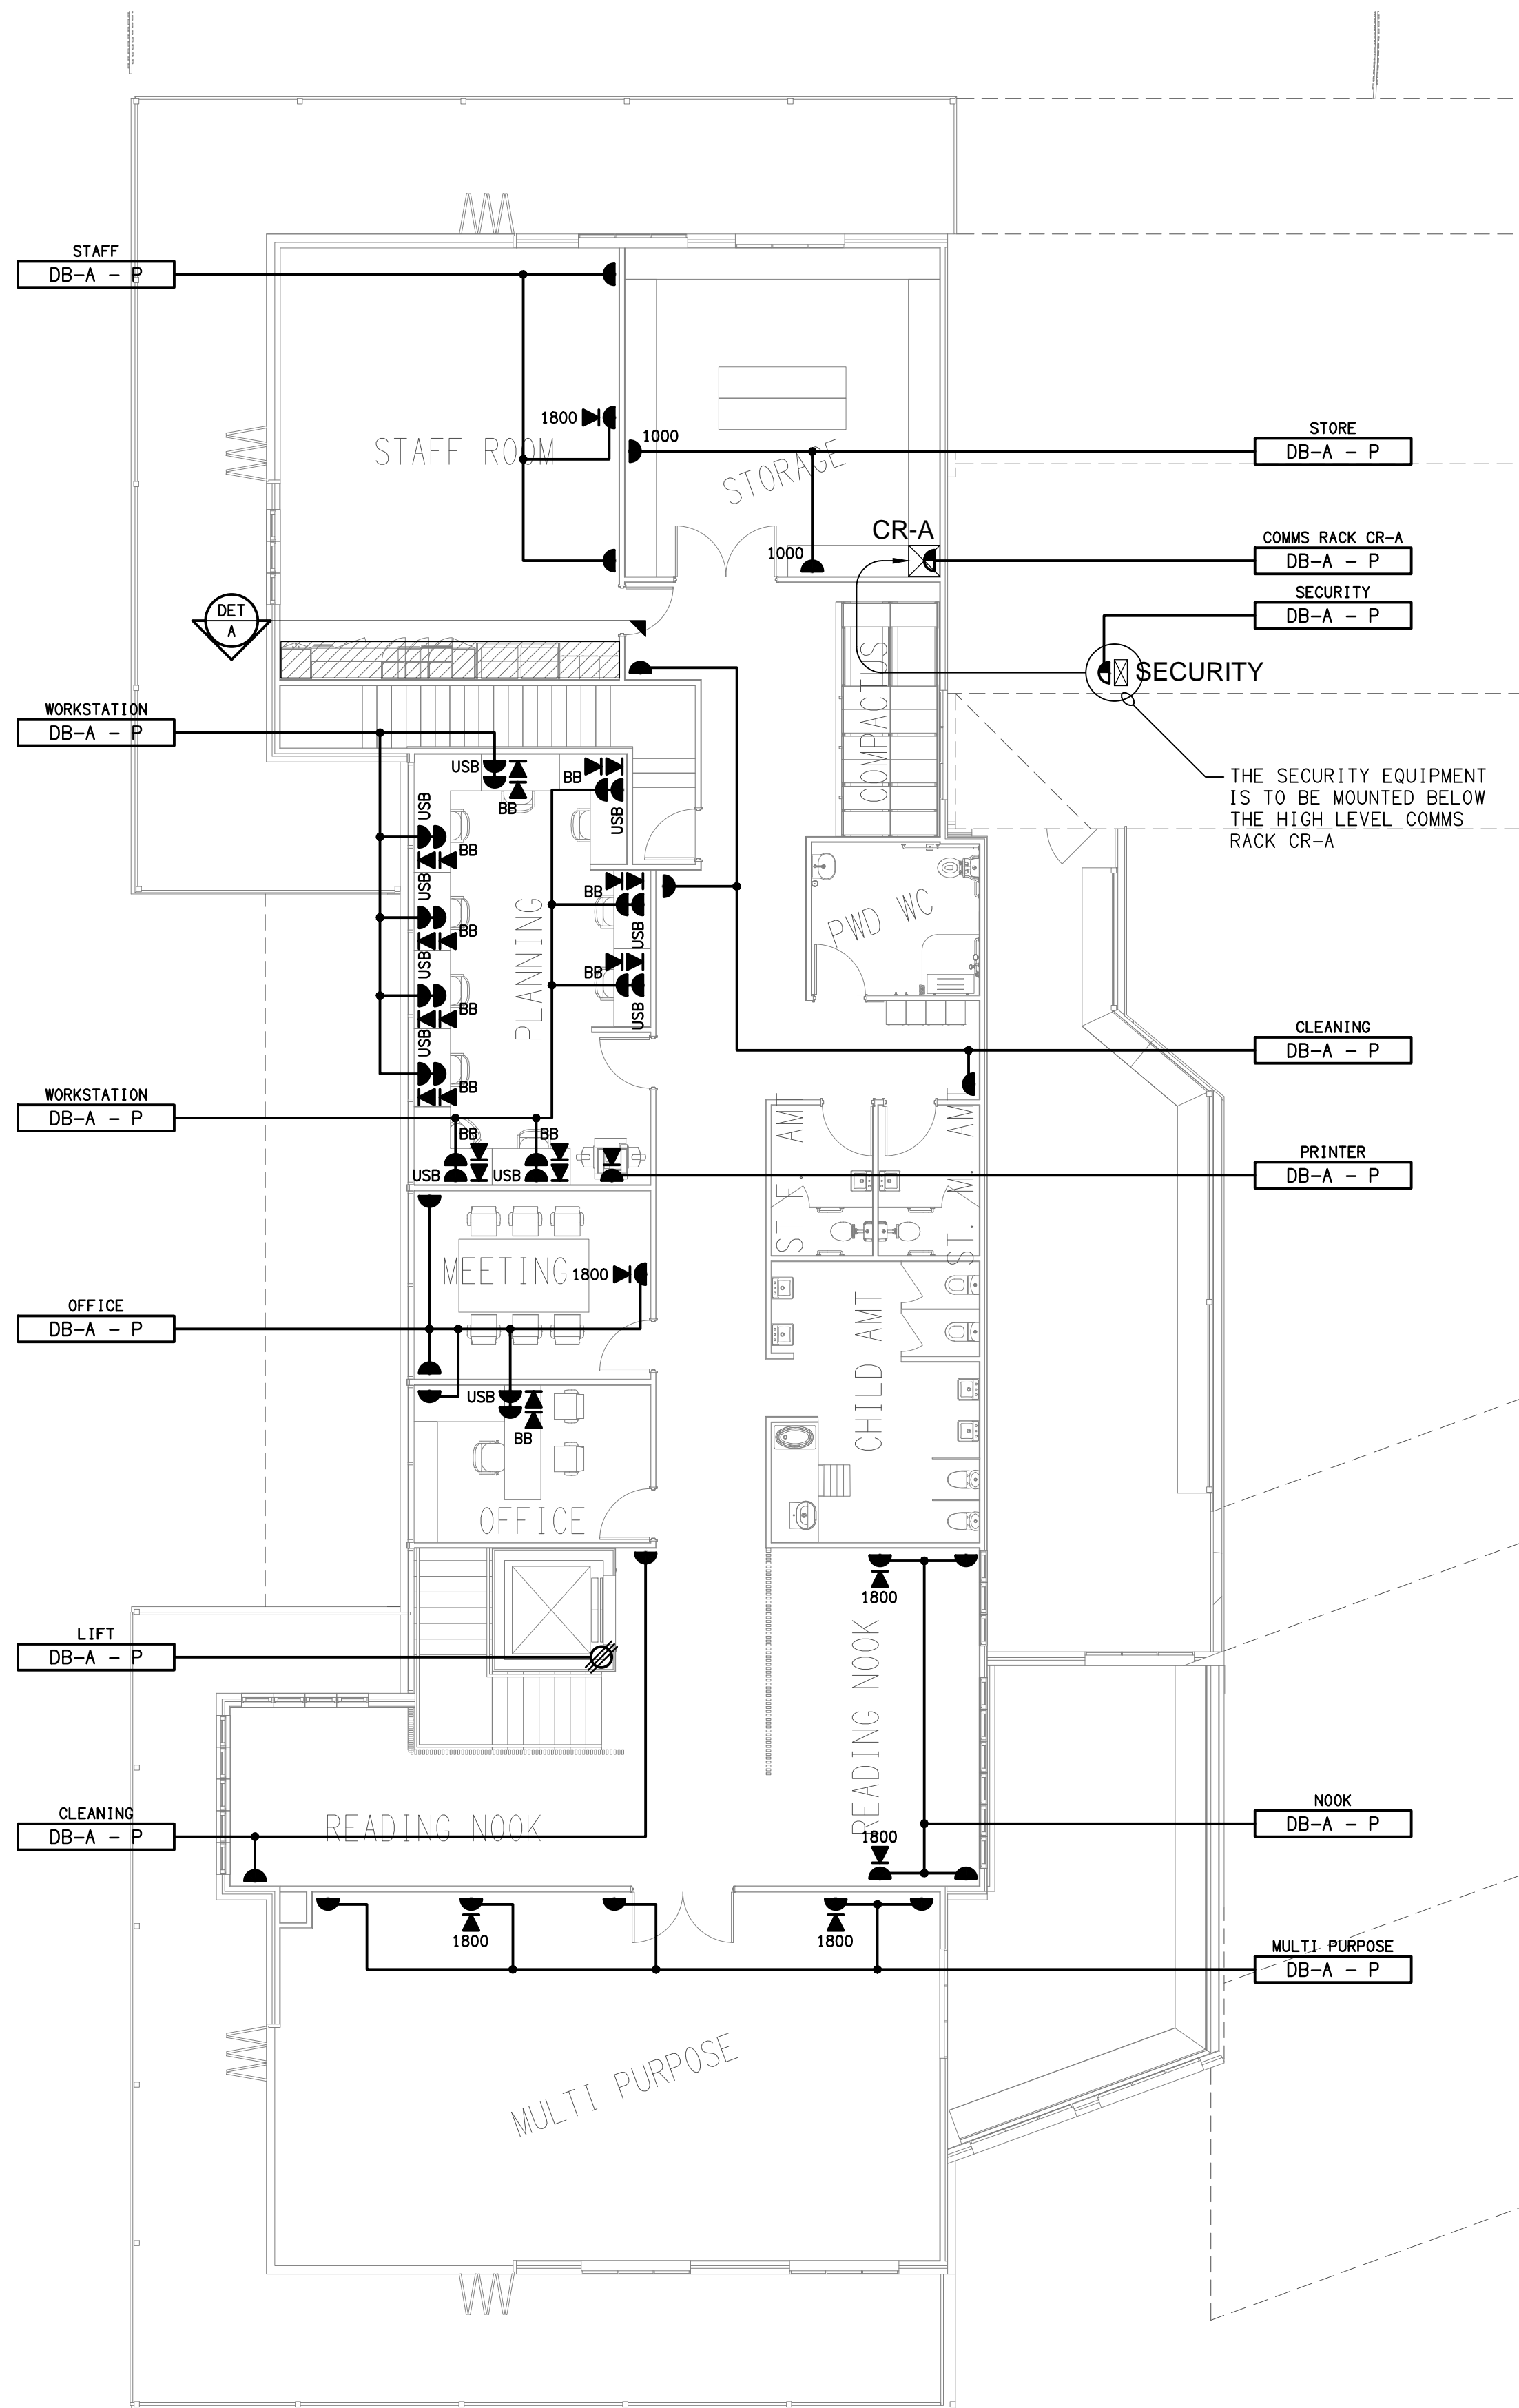 STAFF
DB-A - P
1800
STAFF ROOM
1000
STORAGE
STORE
DB-A - P
CR-A
1000
COMMS RACK CR-A
DB-A - P
SECURITY
DB-A - P
DET
A
SECURITY
COMPACTUS
WORKSTATION
DB-A - P
THE SECURITY EQUIPMENT
IS TO BE MOUNTED BELOW
THE HIGH LEVEL COMMS
RACK CR-A
USB
BB
BB
USB
USB
BB
USB
BB
USB
BB
USB
BB
USB
BB
BB
USB
BB
USB
PLANNING
PWD WC
CLEANING
DB-A - P
WORKSTATION
DB-A - P
BB
BB
USB
USB
ST F. AMT
ST. M. AMT
PRINTER
DB-A - P
MEETING
1800
OFFICE
DB-A - P
USB
BB
CHILD AMT
OFFICE
1800
LIFT
DB-A - P
READING NOOK
CLEANING
DB-A - P
READING NOOK
1800
NOOK
DB-A - P
1800
1800
MULTI PURPOSE
DB-A - P
MULTI PURPOSE